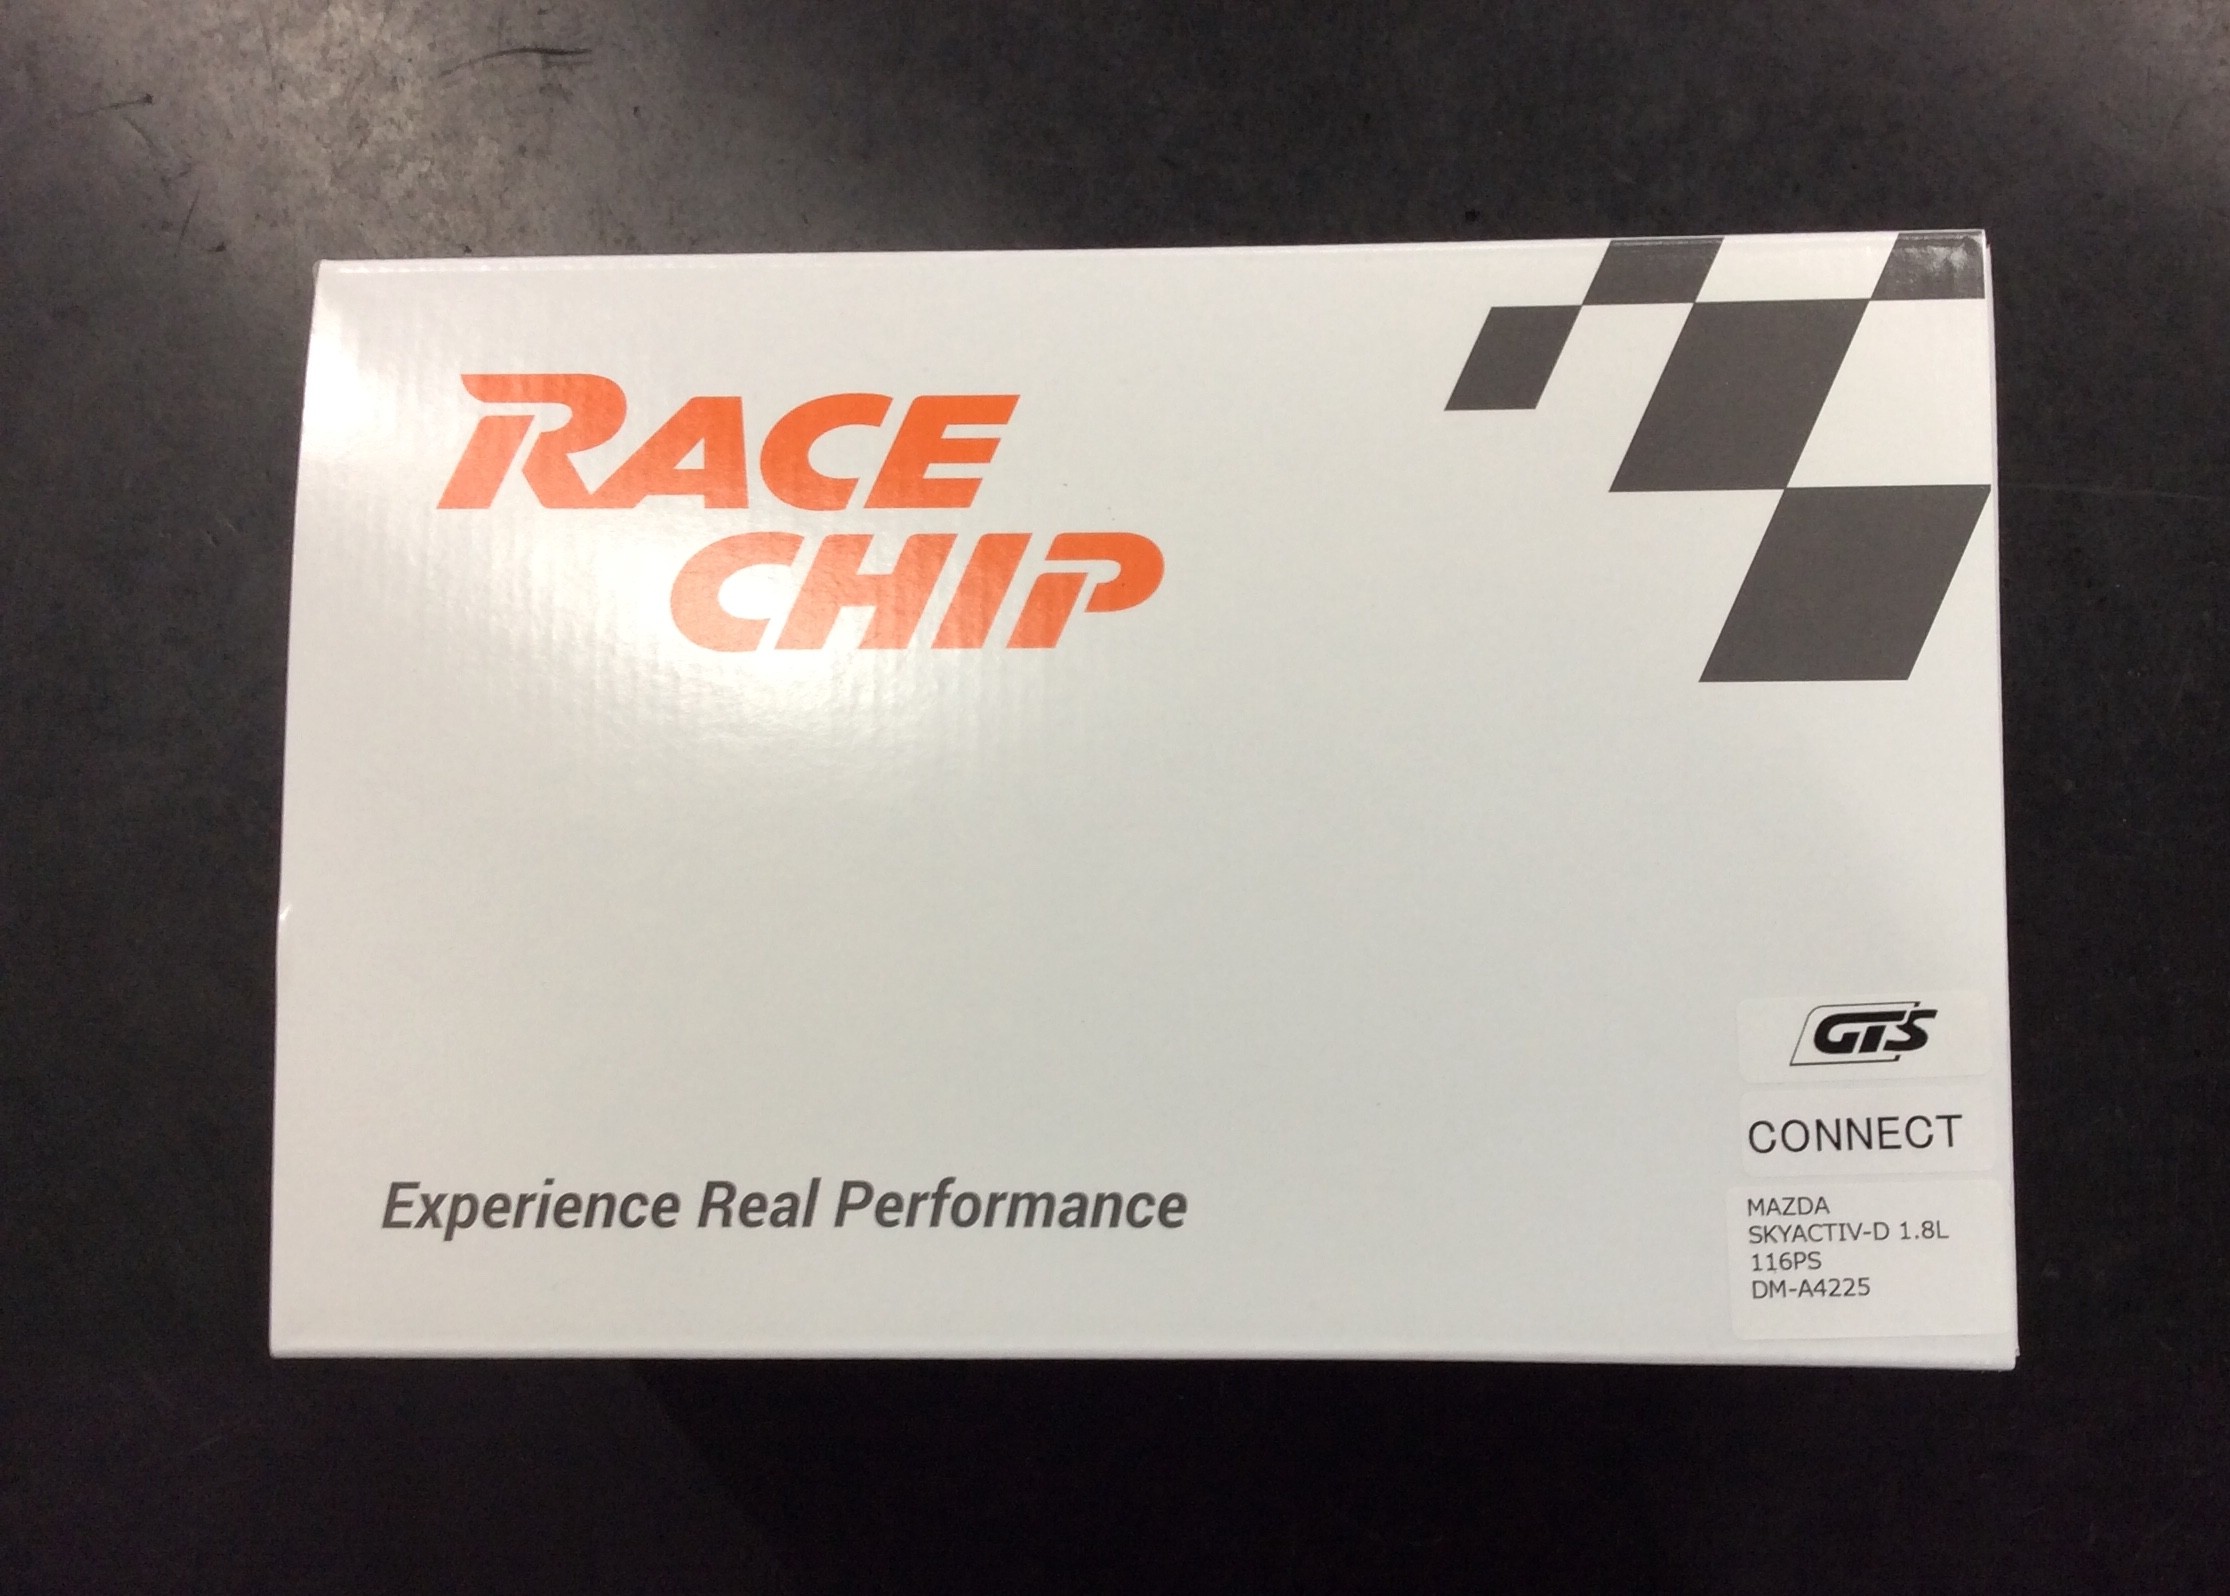 RACE
CHIP
GTS
CONNECT
Experience Real Performance
MAZDA
SKYACTIV-D 1.8L
116PS
DM-A4225